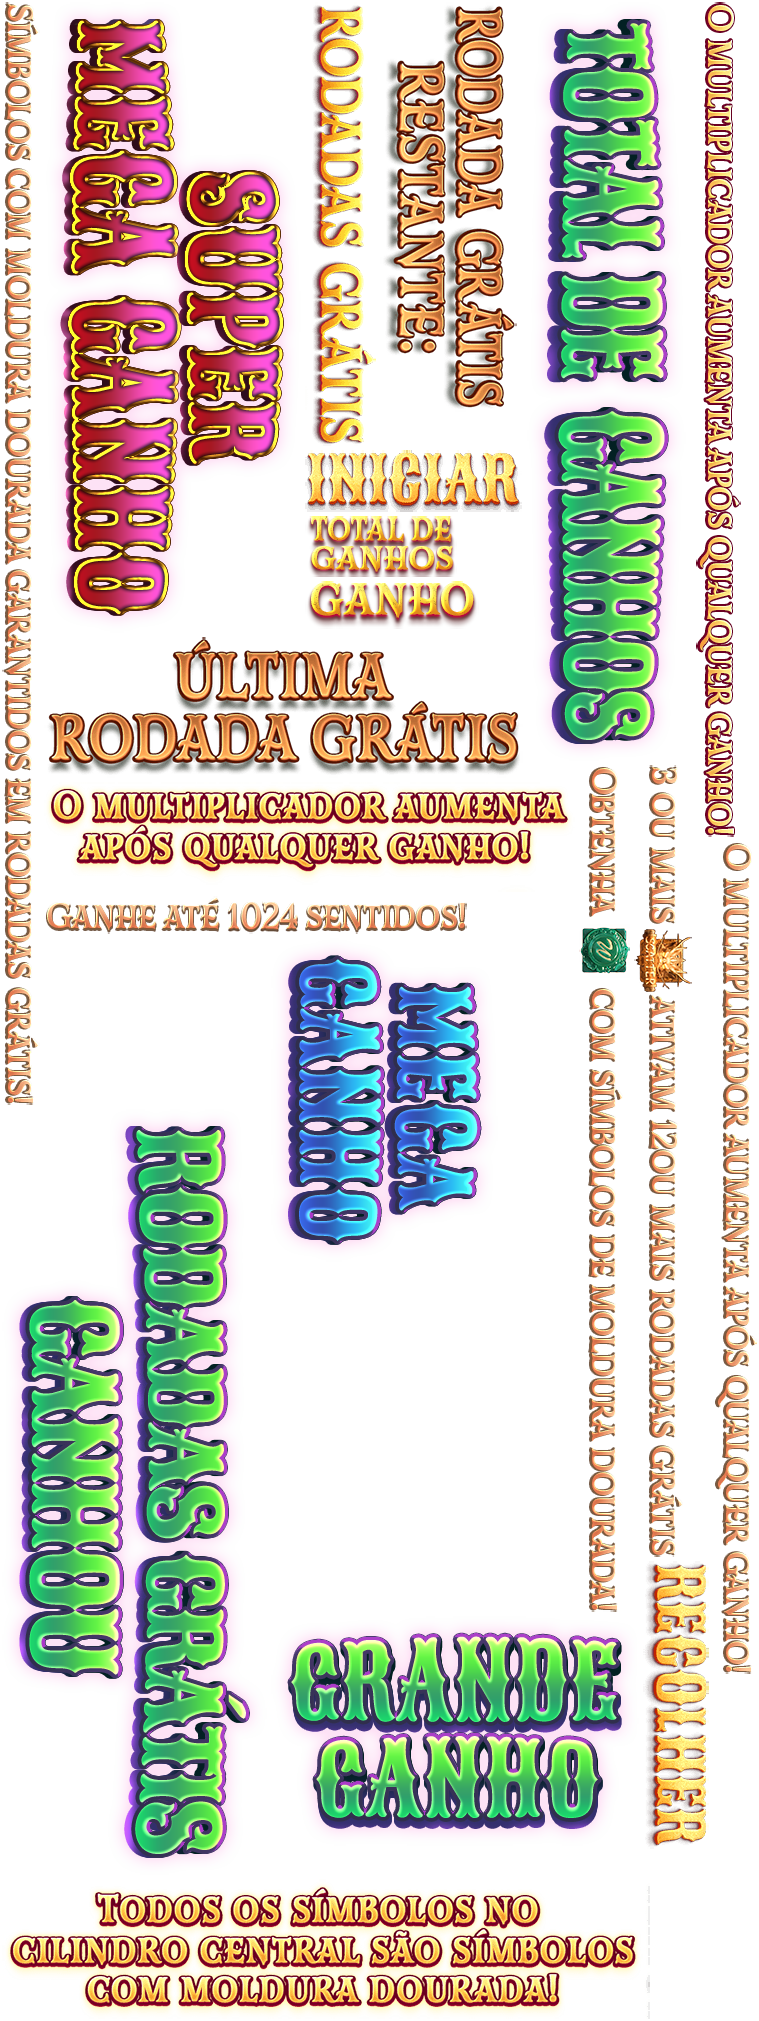 SÍMBOLOS COM MOLDURA DOURADA GARANTIDOS EM RODADAS GRÁTIS!
SUPER
MEGA GANHO
RODADAS GRÁTIS
RODADA GRÁTIS
RESTANTE:
TOTAL DE GANHOS
O MULTIPLICADOR AUMENTA APÓS QUALQUER GANHO!
INICIAR
TOTAL DE
GANHOS
GANHO
ÚLTIMA
RODADA GRÁTIS
O MULTIPLICADOR AUMENTA
APÓS QUALQUER GANHO!
GANHE ATÉ 1024 SENTIDOS!
3 OU MAIS SCATTER ATIVAM 12OU MAIS RODADAS GRÁTIS
OBTENHA COM SÍMBOLOS DE MOLDURA DOURADA!
O MULTIPLICADOR AUMENTA APÓS QUALQUER GANHO!
MEGA
GANHO
RODADAS GRÁTIS
GANHOU
RECOLHER
GRANDE
GANHO
TODOS OS SÍMBOLOS NO
CILINDRO CENTRAL SÃO SÍMBOLOS
COM MOLDURA DOURADA!